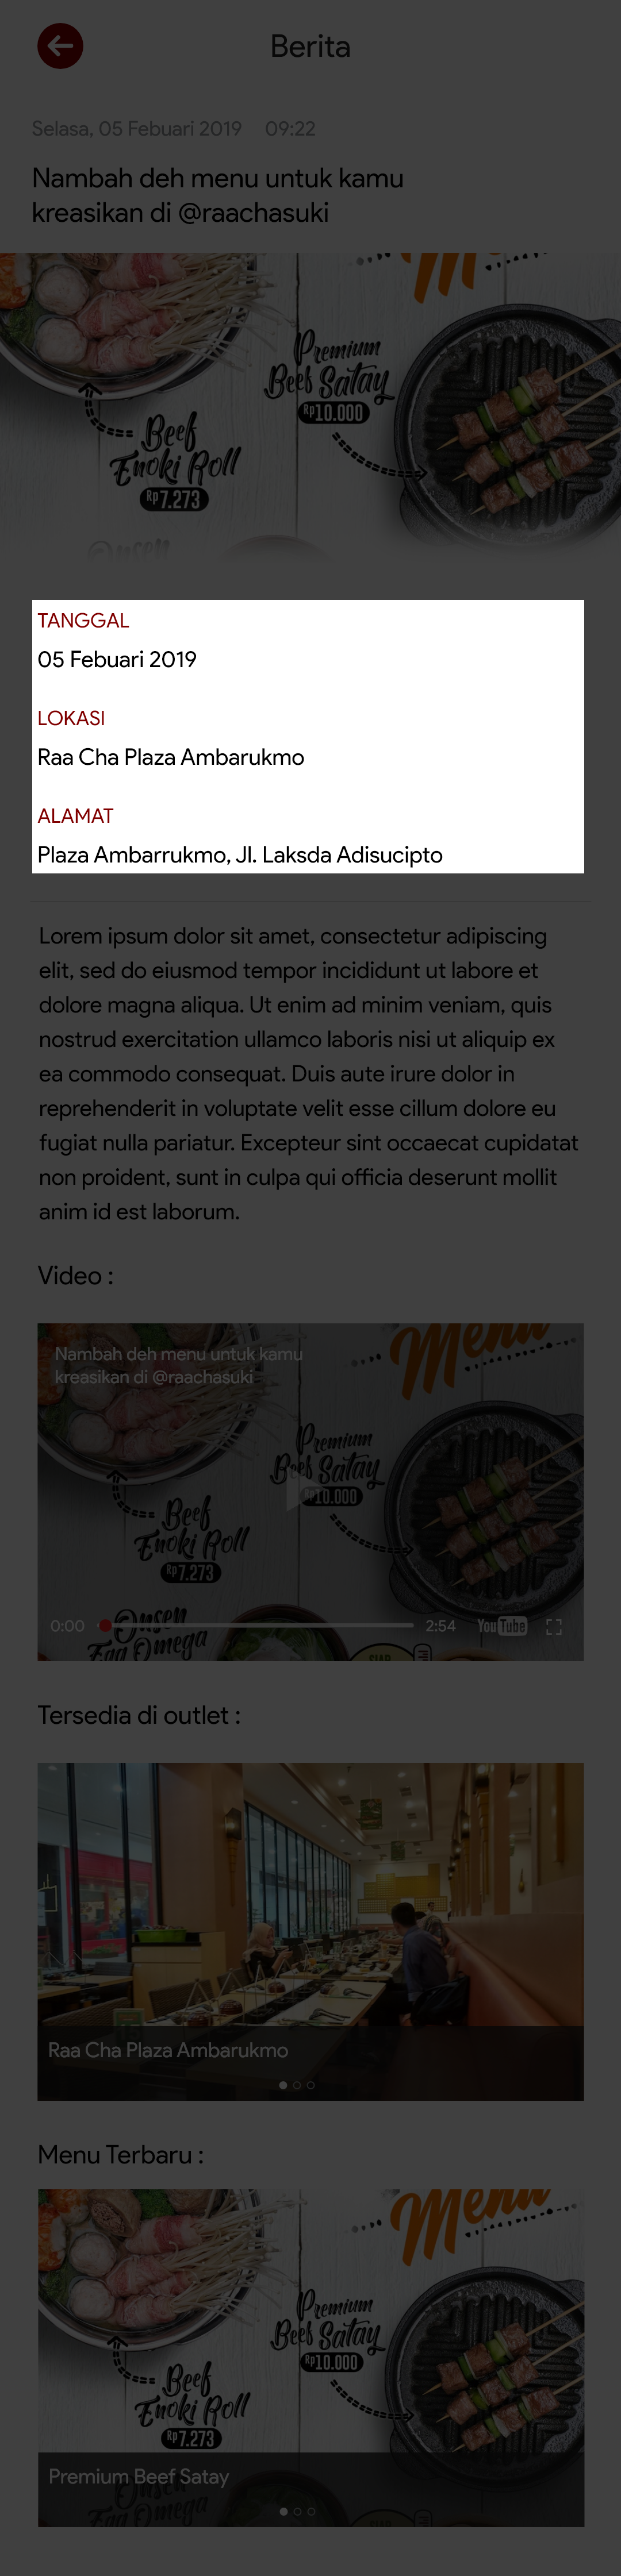 Berita
Selasa, 05 Febuari 2019 09:22
Nambah deh menu untuk kamu
kreasikan di @raachasuki
Premium
Beef Satay
Rp10.000
Beef
Enoki Roll
Rp7.273
Onsen
TANGGAL
05 Febuari 2019
LOKASI
Raa Cha Plaza Ambarukmo
ALAMAT
Plaza Ambarrukmo, Jl. Laksda Adisucipto
Lorem ipsum dolor sit amet, consectetur adipiscing
elit, sed do eiusmod tempor incididunt ut labore et
dolore magna aliqua. Ut enim ad minim veniam, quis
nostrud exercitation ullamco laboris nisi ut aliquip ex
ea commodo consequat. Duis aute irure dolor in
reprehenderit in voluptate velit esse cillum dolore eu
fugiat nulla pariatur. Excepteur sint occaecat cupidatat
non proident, sunt in culpa qui officia deserunt mollit
anim id est laborum.
Video :
Nambah deh menu untuk kamu
kreasikan di @raachasuki
Menu
Premium
Beef Satay
Rp10.000
Beef
Enoki Roll
Rp7.273
Onsen
Egg Omega
0:00 2:54 YouTube
Tersedia di outlet :
Raa Cha Plaza Ambarukmo
Menu Terbaru :
Menu
Premium
Beef Satay
Rp10.000
Beef
Enoki Roll
Rp7.273
Premium Beef Satay
Onsen
Egg Omega